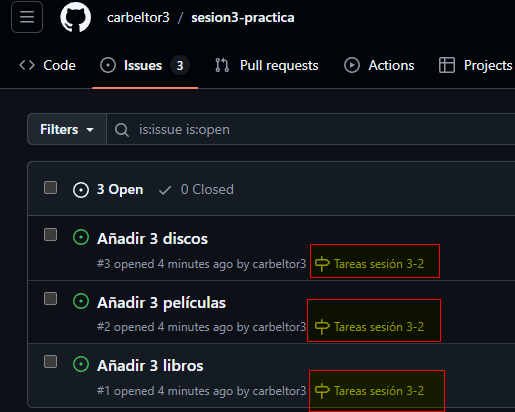 carbeltor3 / sesion3-practica
Code Issues 3 Pull requests Actions Projects
Filters is:issue is:open
3 Open 0 Closed
Añadir 3 discos
#3 opened 4 minutes ago by carbeltor3 Tareas sesión 3-2
Añadir 3 películas
#2 opened 4 minutes ago by carbeltor3 Tareas sesión 3-2
Añadir 3 libros
#1 opened 4 minutes ago by carbeltor3 Tareas sesión 3-2